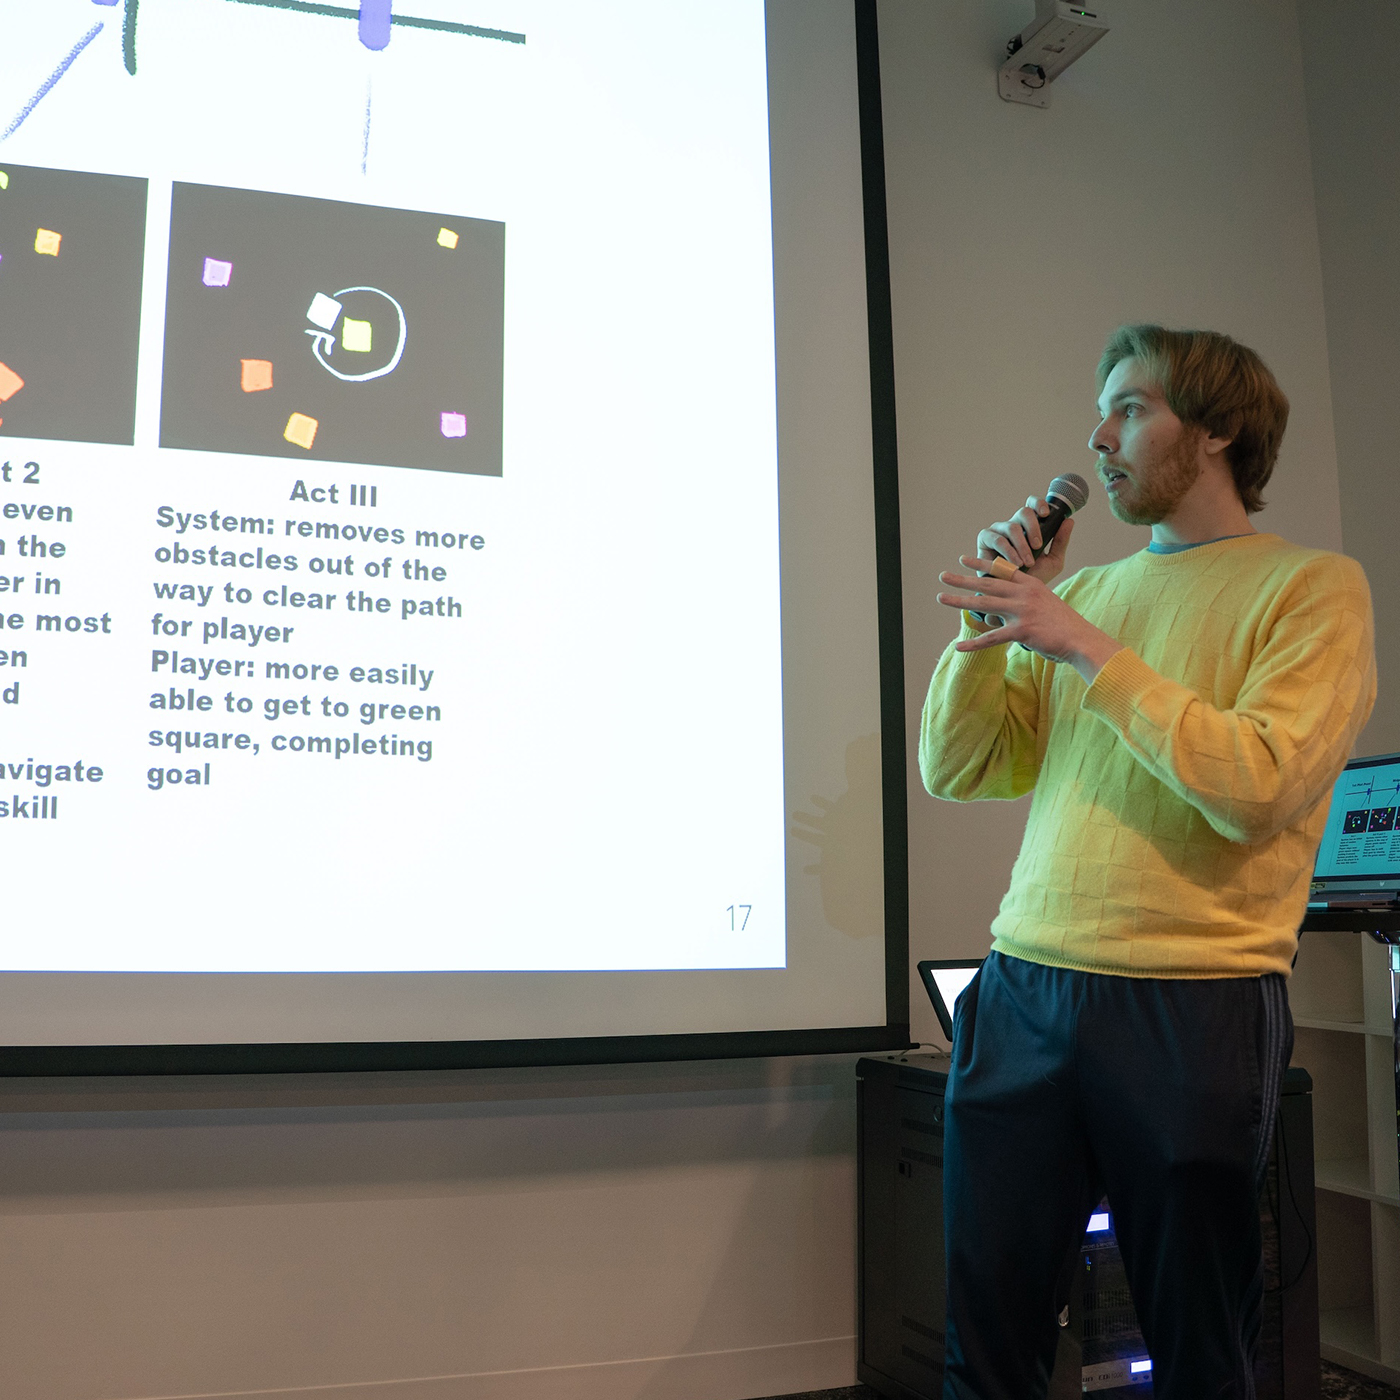 t 2
even
the
er in
ne most
en
d
avigate
skill
Act III
System: removes more
obstacles out of the
way to clear the path
for player
Player: more easily
able to get to green
square, completing
goal
17